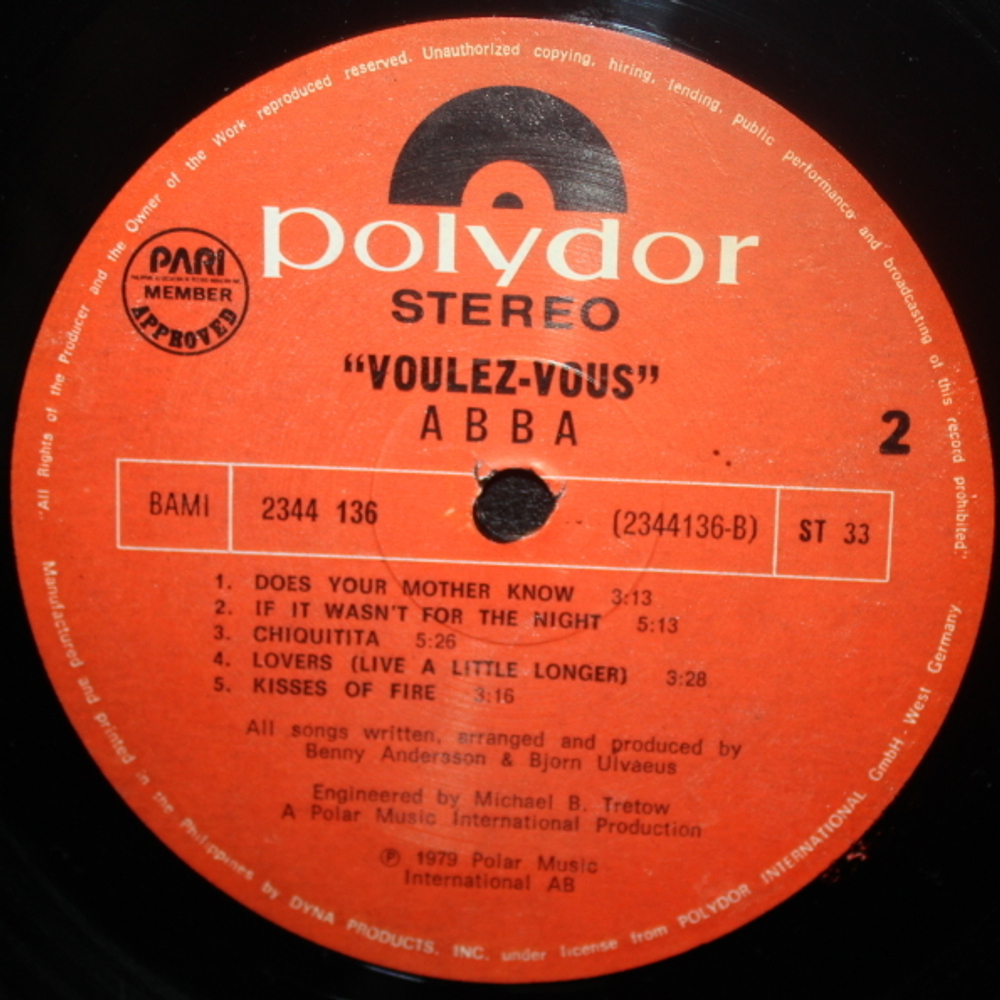 "All Rights of the Producer and the Owner of the Work reproduced reserved. Unauthorized copying, hiring, lending, public performance and broadcasting of this record prohibited."
polydor
PARI
MEMBER
APPROVED
STEREO
“VOULEZ-VOUS”
ABBA
2
BAMI 2344 136 (2344136-B) ST 33
1. DOES YOUR MOTHER KNOW 3:13
2. IF IT WASN'T FOR THE NIGHT 5:13
3. CHIQUITITA 5:26
4. LOVERS (LIVE A LITTLE LONGER) 3:28
5. KISSES OF FIRE 3:16
All songs written, arranged and produced by
Benny Andersson & Bjorn Ulvaeus
Engineered by Michael B. Tretow
A Polar Music International Production
℗ 1979 Polar Music
International AB
Manufactured and printed in the Philippines by DYNA PRODUCTS, INC. under license from POLYDOR INTERNATIONAL GmbH - West Germany